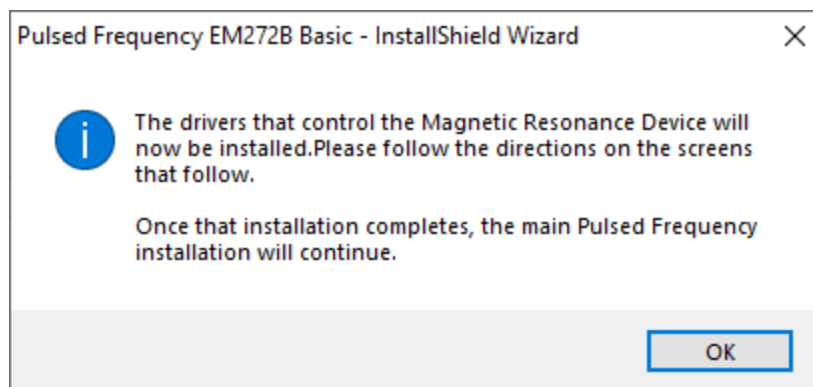 Pulsed Frequency EM272B Basic - InstallShield Wizard
The drivers that control the Magnetic Resonance Device will
now be installed.Please follow the directions on the screens
that follow.
Once that installation completes, the main Pulsed Frequency
installation will continue.
OK